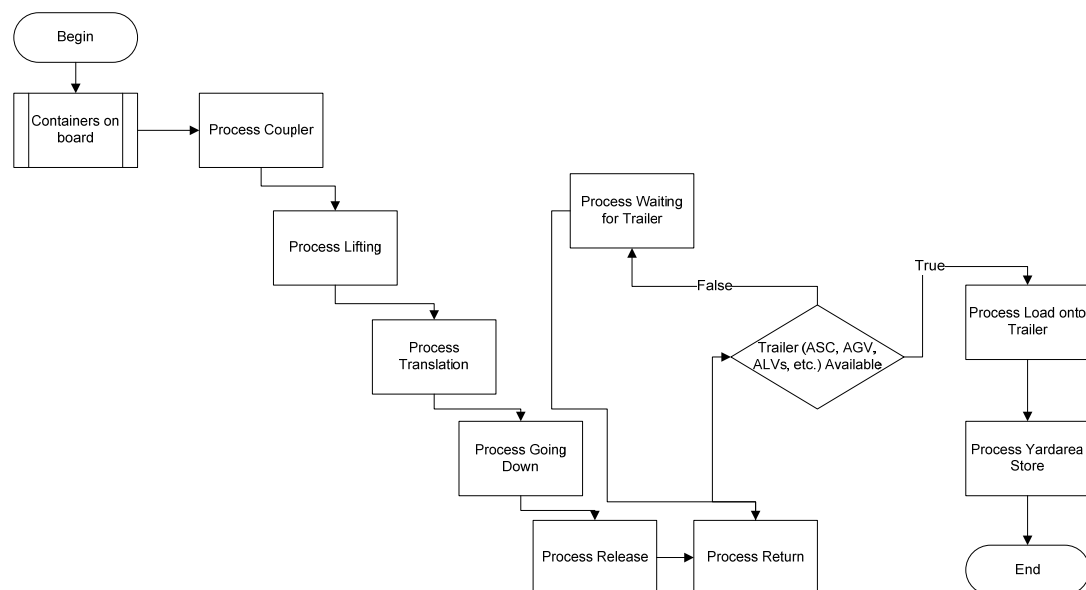 Begin
Containers on
board
Process Coupler
Process Lifting
Process
Translation
Process Going
Down
Process Release
Process Return
Process Waiting
for Trailer
False
Trailer (ASC, AGV,
ALVs, etc.) Available
True
Process Load onto
Trailer
Process Yardarea
Store
End